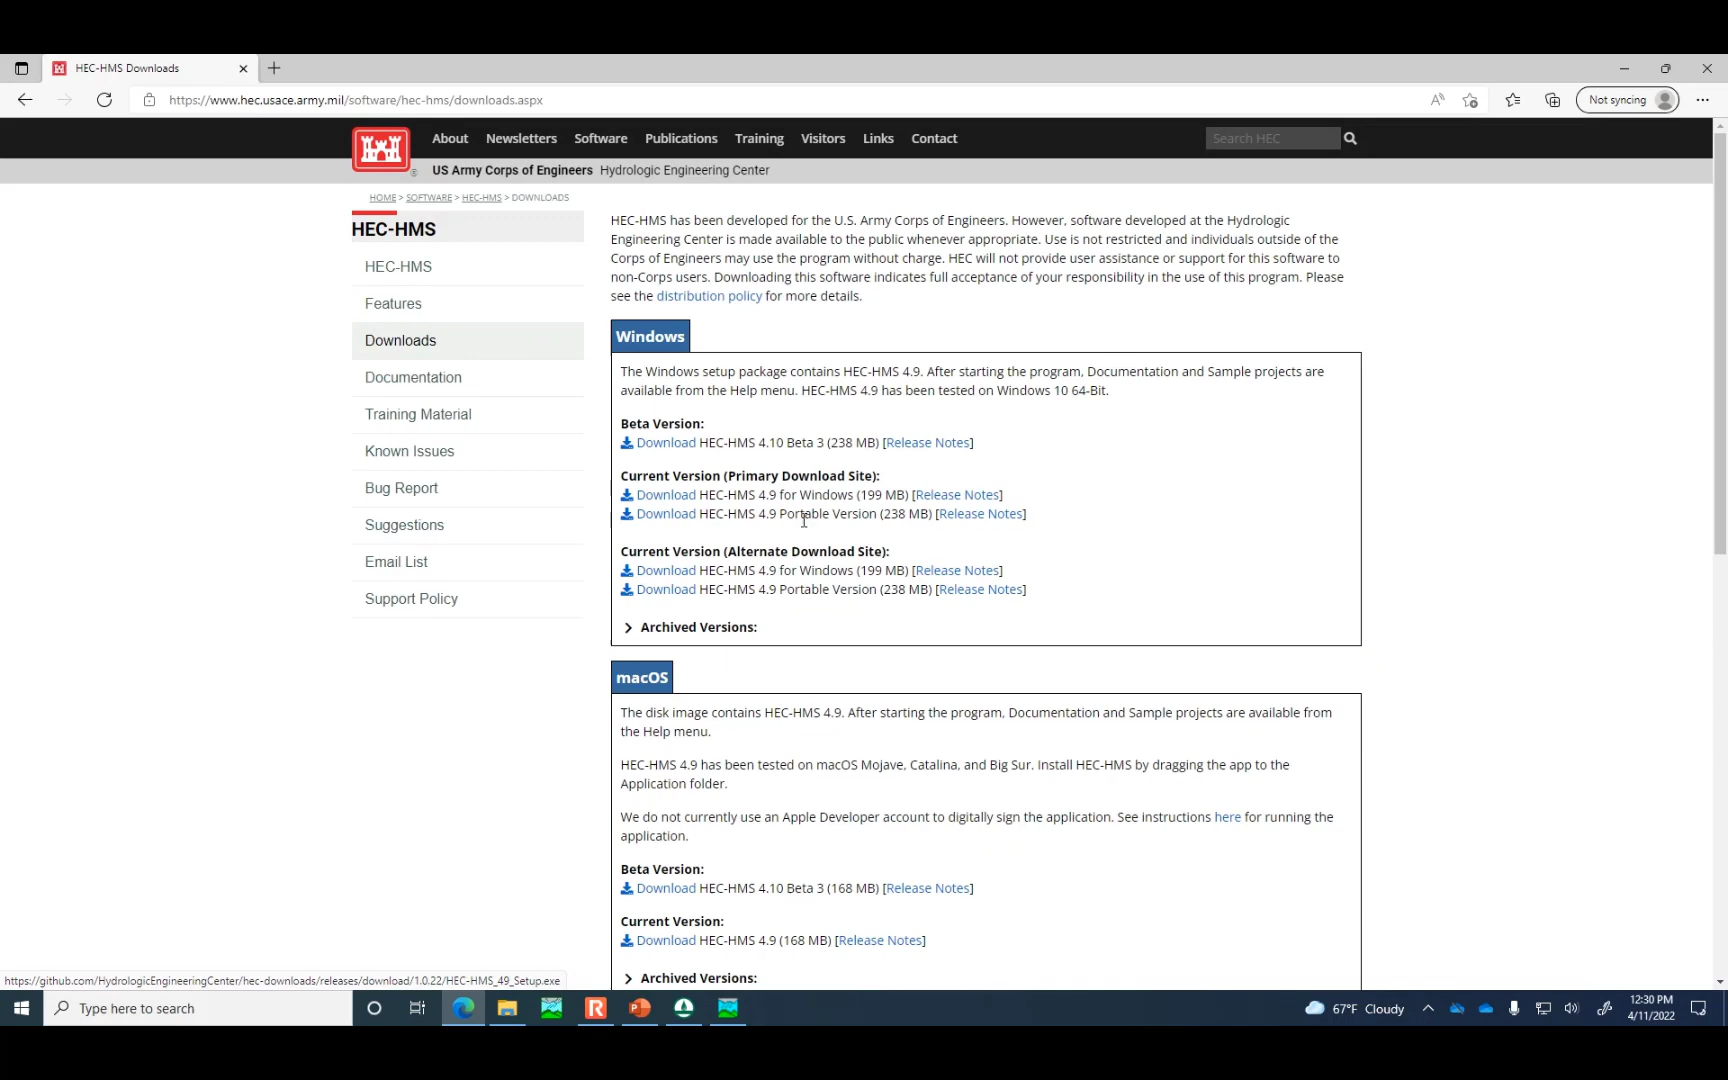 HEC-HMS Downloads
https://www.hec.usace.army.mil/software/hec-hms/downloads.aspx
Not syncing
About Newsletters Software Publications Training Visitors Links Contact
Search HEC
US Army Corps of Engineers Hydrologic Engineering Center
HOME > SOFTWARE > HEC-HMS > DOWNLOADS
HEC-HMS
HEC-HMS
Features
Downloads
Documentation
Training Material
Known Issues
Bug Report
Suggestions
Email List
Support Policy
HEC-HMS has been developed for the U.S. Army Corps of Engineers. However, software developed at the Hydrologic
Engineering Center is made available to the public whenever appropriate. Use is not restricted and individuals outside of the
Corps of Engineers may use the program without charge. HEC will not provide user assistance or support for this software to
non-Corps users. Downloading this software indicates full acceptance of your responsibility in the use of this program. Please
see the distribution policy for more details.
Windows
The Windows setup package contains HEC-HMS 4.9. After starting the program, Documentation and Sample projects are
available from the Help menu. HEC-HMS 4.9 has been tested on Windows 10 64-Bit.
Beta Version:
Download HEC-HMS 4.10 Beta 3 (238 MB) [Release Notes]
Current Version (Primary Download Site):
Download HEC-HMS 4.9 for Windows (199 MB) [Release Notes]
Download HEC-HMS 4.9 Portable Version (238 MB) [Release Notes]
Current Version (Alternate Download Site):
Download HEC-HMS 4.9 for Windows (199 MB) [Release Notes]
Download HEC-HMS 4.9 Portable Version (238 MB) [Release Notes]
Archived Versions:
macOS
The disk image contains HEC-HMS 4.9. After starting the program, Documentation and Sample projects are available from
the Help menu.
HEC-HMS 4.9 has been tested on macOS Mojave, Catalina, and Big Sur. Install HEC-HMS by dragging the app to the
Application folder.
We do not currently use an Apple Developer account to digitally sign the application. See instructions here for running the
application.
Beta Version:
Download HEC-HMS 4.10 Beta 3 (168 MB) [Release Notes]
Current Version:
Download HEC-HMS 4.9 (168 MB) [Release Notes]
Archived Versions:
https://github.com/HydrologicEngineeringCenter/hec-downloads/releases/download/1.0.22/HEC-HMS_49_Setup.exe
Type here to search
67°F Cloudy
12:30 PM
4/11/2022